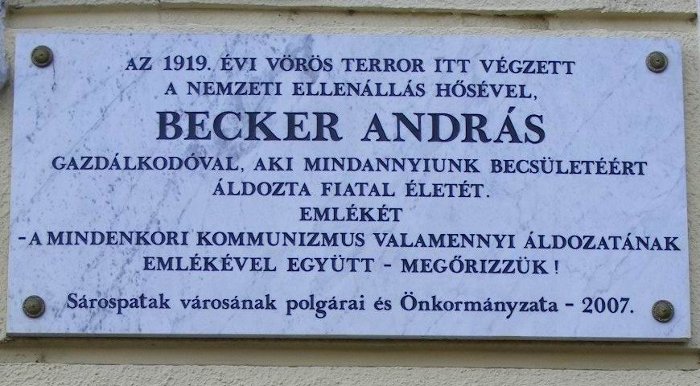 AZ 1919. ÉVI VÖRÖS TERROR ITT VÉGZETT
A NEMZETI ELLENÁLLÁS HŐSÉVEL,
BECKER ANDRÁS
GAZDÁLKODÓVAL, AKI MINDANNYIUNK BECSÜLETÉÉRT
ÁLDOZTA FIATAL ÉLETÉT.
EMLÉKÉT
-A MINDENKORI KOMMUNIZMUS VALAMENNYI ÁLDOZATÁNAK
EMLÉKÉVEL EGYÜTT - MEGŐRIZZÜK!
Sárospatak városának polgárai és Önkormányzata - 2007.